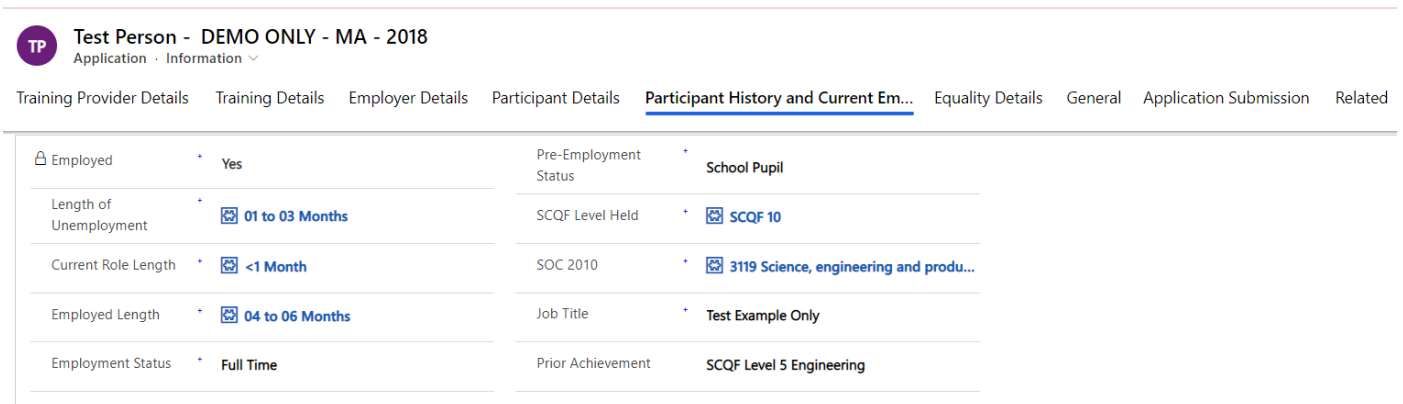 TP
Test Person - DEMO ONLY - MA - 2018
Application · Information
Training Provider Details Training Details Employer Details Participant Details Participant History and Current Em... Equality Details General Application Submission Related
Employed + Yes
Length of
Unemployment + 01 to 03 Months
Current Role Length + <1 Month
Employed Length + 04 to 06 Months
Employment Status + Full Time
Pre-Employment
Status + School Pupil
SCQF Level Held + SCQF 10
SOC 2010 + 3119 Science, engineering and produ...
Job Title + Test Example Only
Prior Achievement SCQF Level 5 Engineering